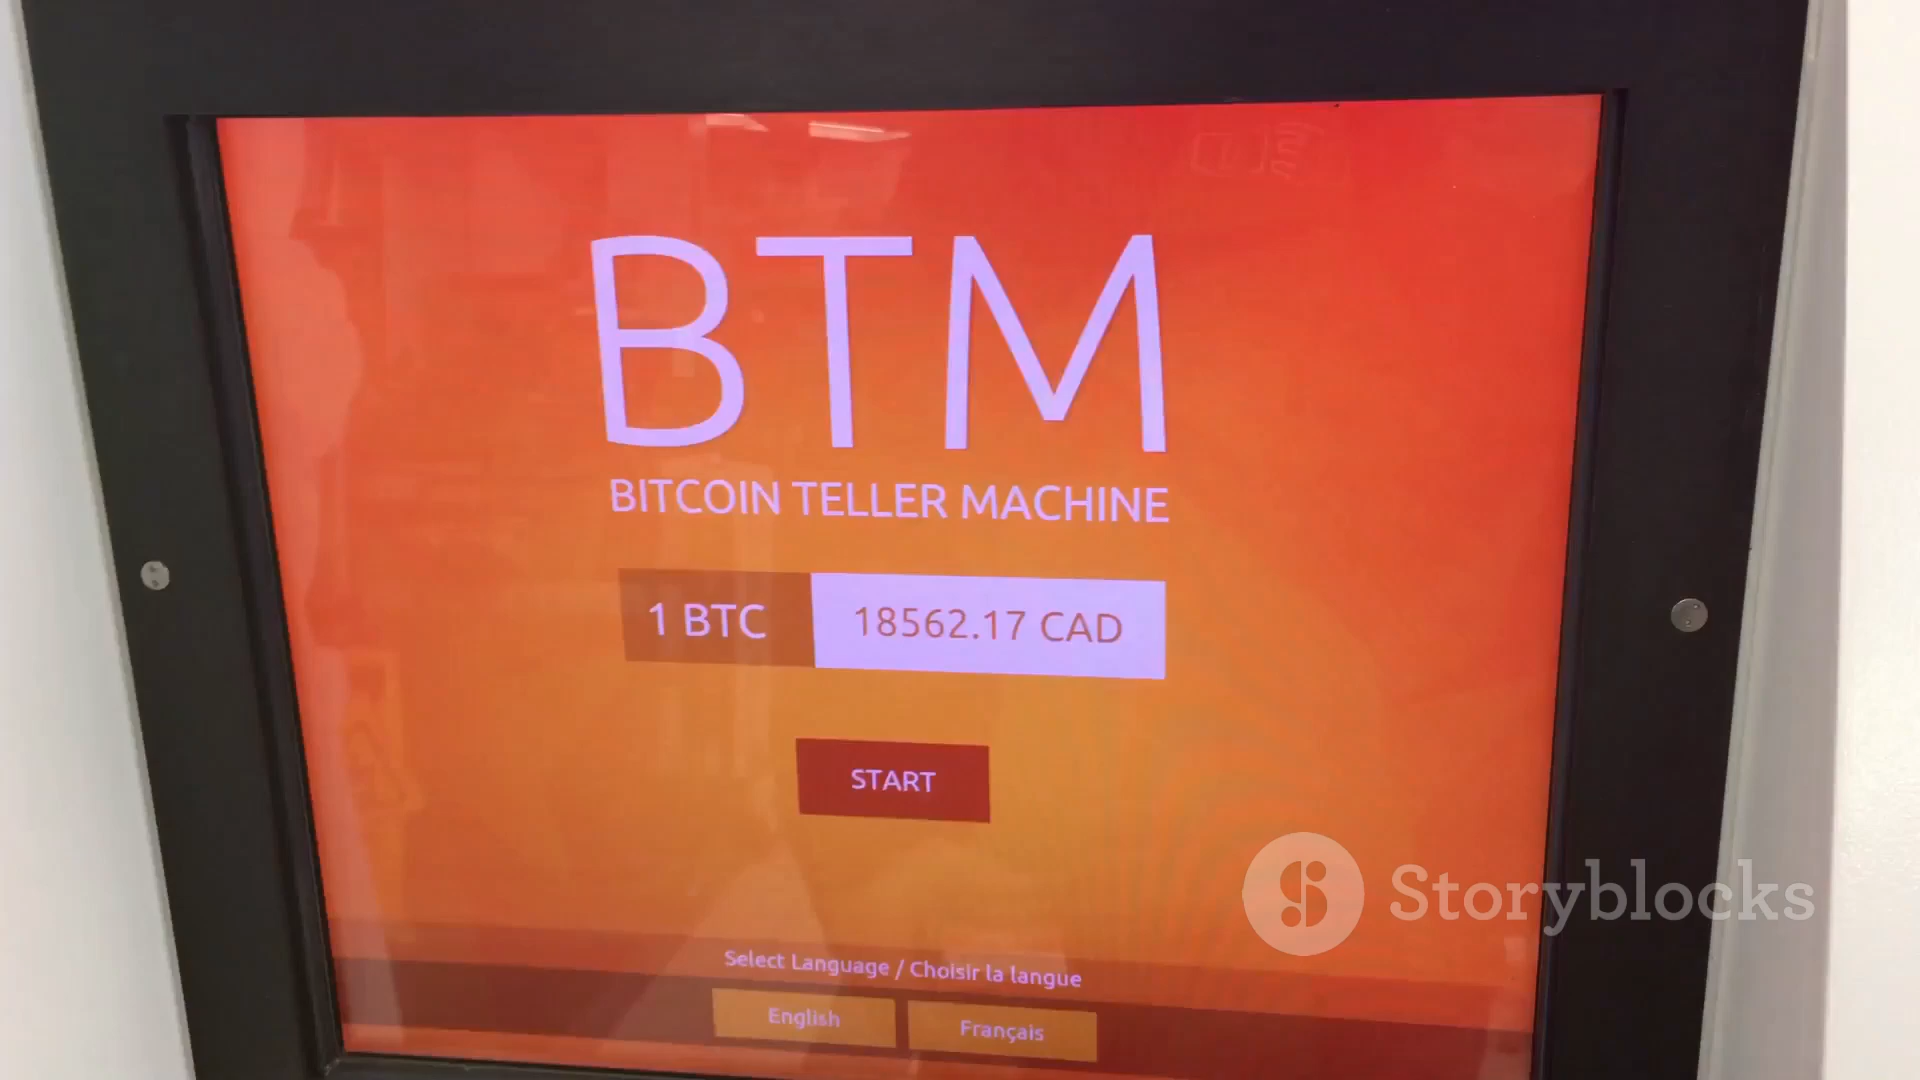 BTM
BITCOIN TELLER MACHINE
1 BTC 18562.17 CAD
START
Storyblocks
Select Language / Choisir la langue
English Français